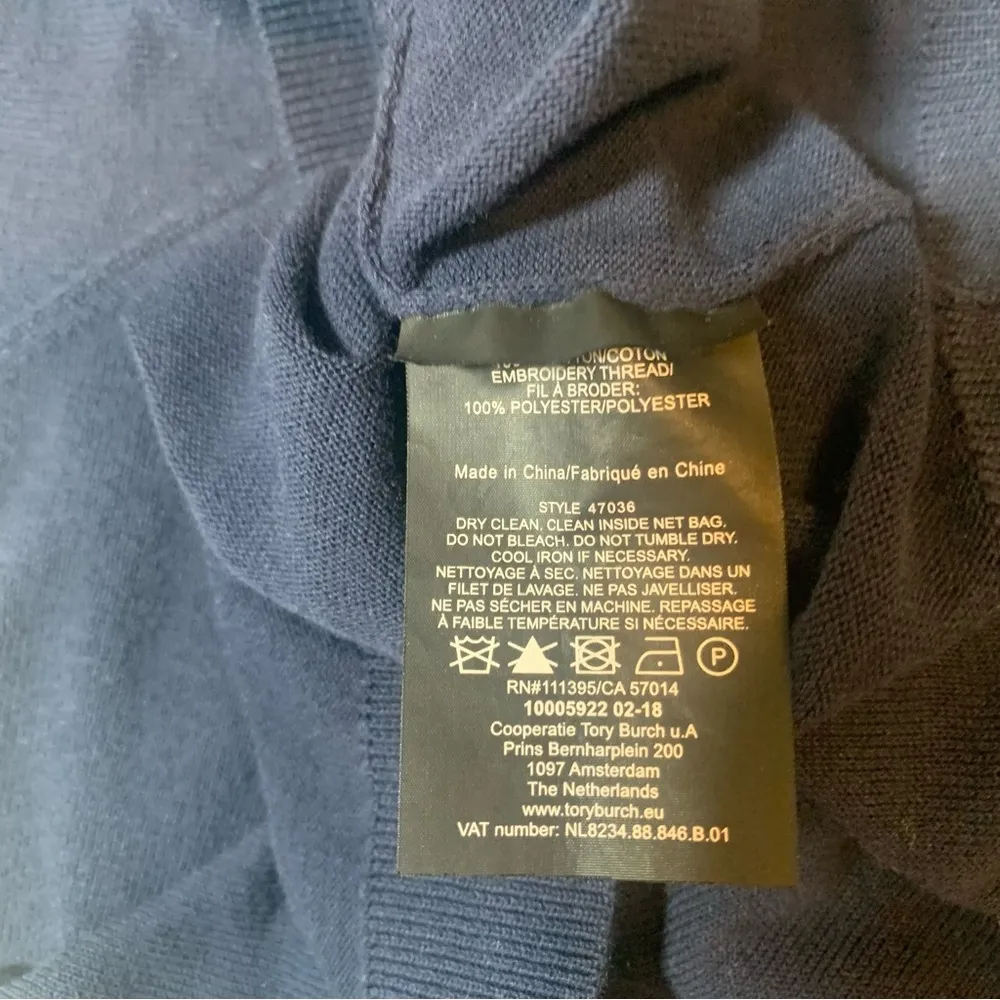 COTON
EMBROIDERY THREAD/
FIL À BRODER:
100% POLYESTER/POLYESTER
Made in China/Fabriqué en Chine
STYLE 47036
DRY CLEAN. CLEAN INSIDE NET BAG.
DO NOT BLEACH. DO NOT TUMBLE DRY.
COOL IRON IF NECESSARY.
NETTOYAGE À SEC. NETTOYAGE DANS UN
FILET DE LAVAGE. NE PAS JAVELLISER.
NE PAS SÉCHER EN MACHINE. REPASSAGE
À FAIBLE TEMPÉRATURE SI NÉCESSAIRE.
P
RN#111395/CA 57014
10005922 02-18
Cooperatie Tory Burch u.A
Prins Bernharplein 200
1097 Amsterdam
The Netherlands
www.toryburch.eu
VAT number: NL8234.88.846.B.01